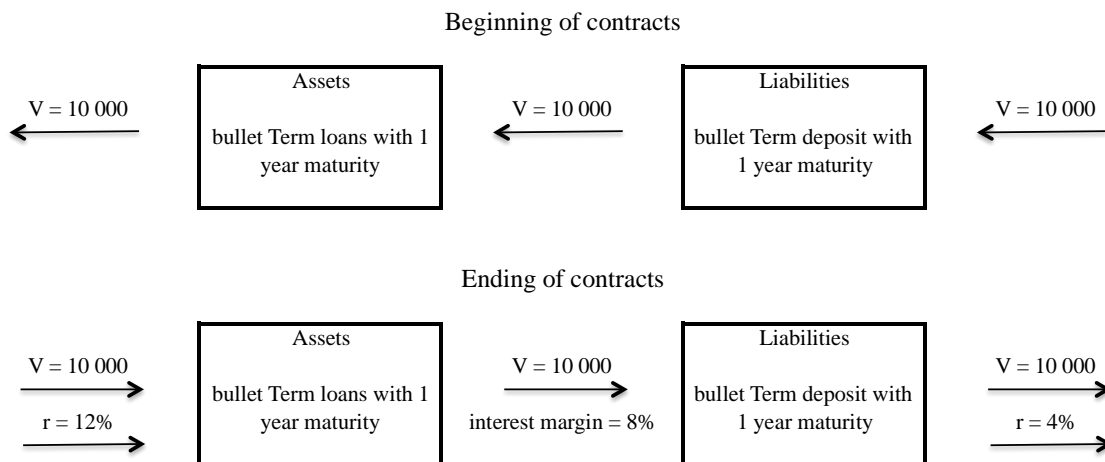 Beginning of contracts
V = 10 000
Assets
bullet Term loans with 1
year maturity
V = 10 000
Liabilities
bullet Term deposit with
1 year maturity
V = 10 000
Ending of contracts
V = 10 000
r = 12%
Assets
bullet Term loans with 1
year maturity
V = 10 000
interest margin = 8%
Liabilities
bullet Term deposit with
1 year maturity
V = 10 000
r = 4%